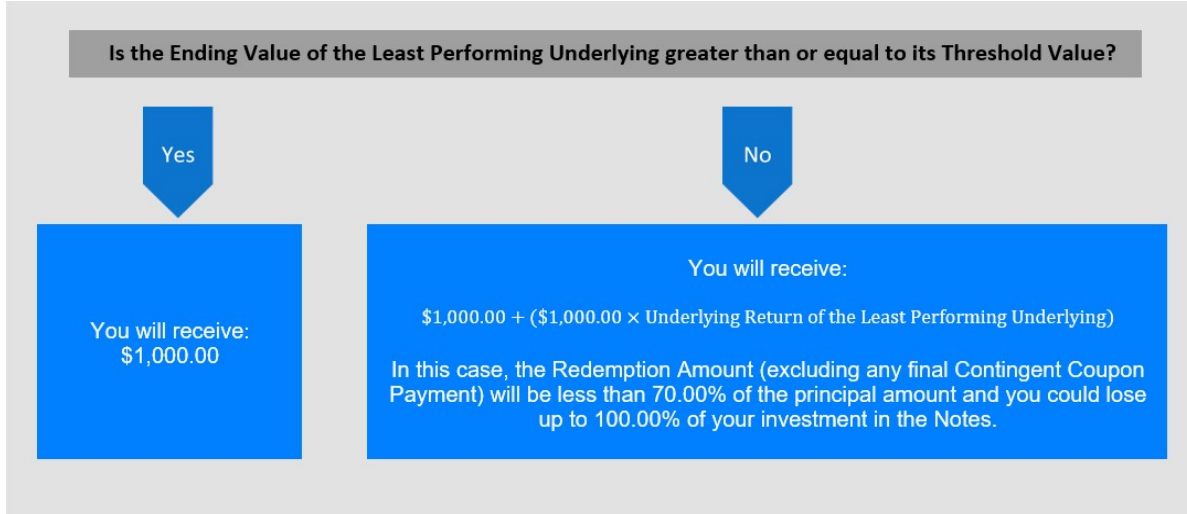 Is the Ending Value of the Least Performing Underlying greater than or equal to its Threshold Value?
Yes
No
You will receive:
$1,000.00
You will receive:
$1,000.00 + ($1,000.00 × Underlying Return of the Least Performing Underlying)
In this case, the Redemption Amount (excluding any final Contingent Coupon
Payment) will be less than 70.00% of the principal amount and you could lose
up to 100.00% of your investment in the Notes.